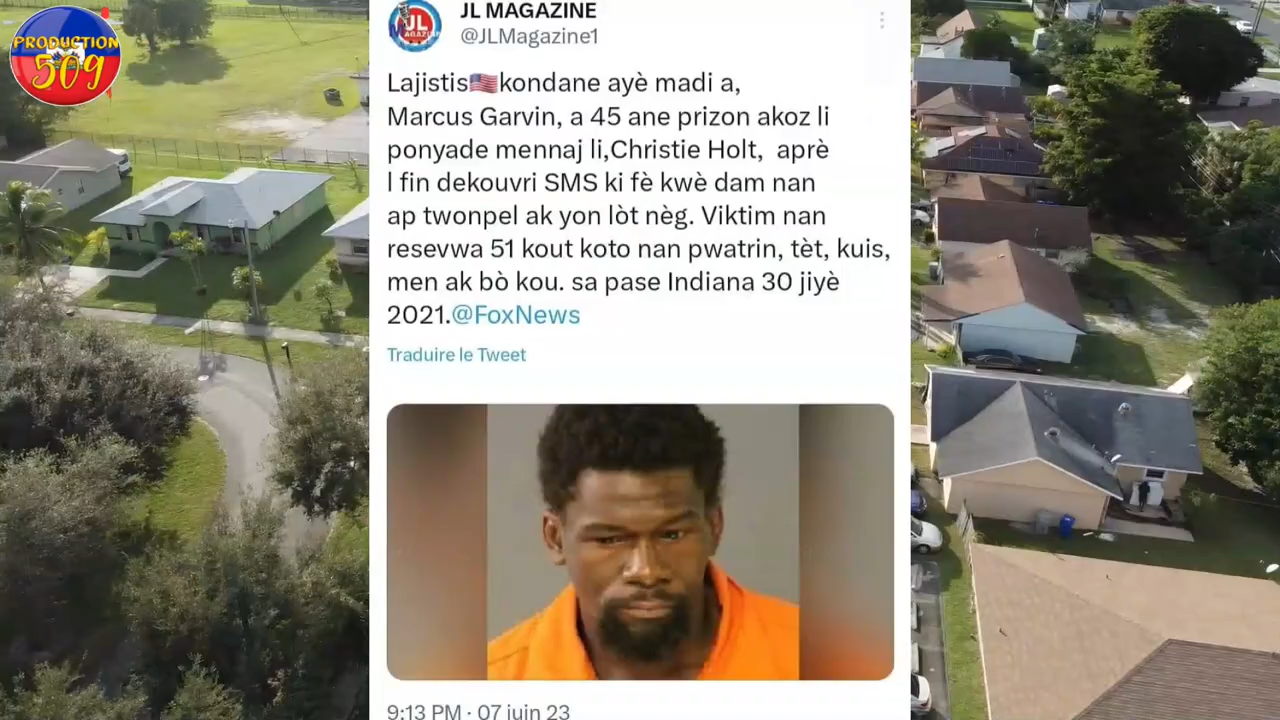 PRODUCTION
509
JL
MAGAZINE
JL MAGAZINE
@JLMagazine1
Lajistis🇺🇸kondane ayè madi a,
Marcus Garvin, a 45 ane prizon akoz li
ponyade mennaj li,Christie Holt, aprè
l fin dekouvri SMS ki fè kwè dam nan
ap twonpel ak yon lòt nèg. Viktim nan
resevwa 51 kout koto nan pwatrin, tèt, kuis,
men ak bò kou. sa pase Indiana 30 jiyè
2021.@FoxNews
Traduire le Tweet
9:13 PM · 07 juin 23